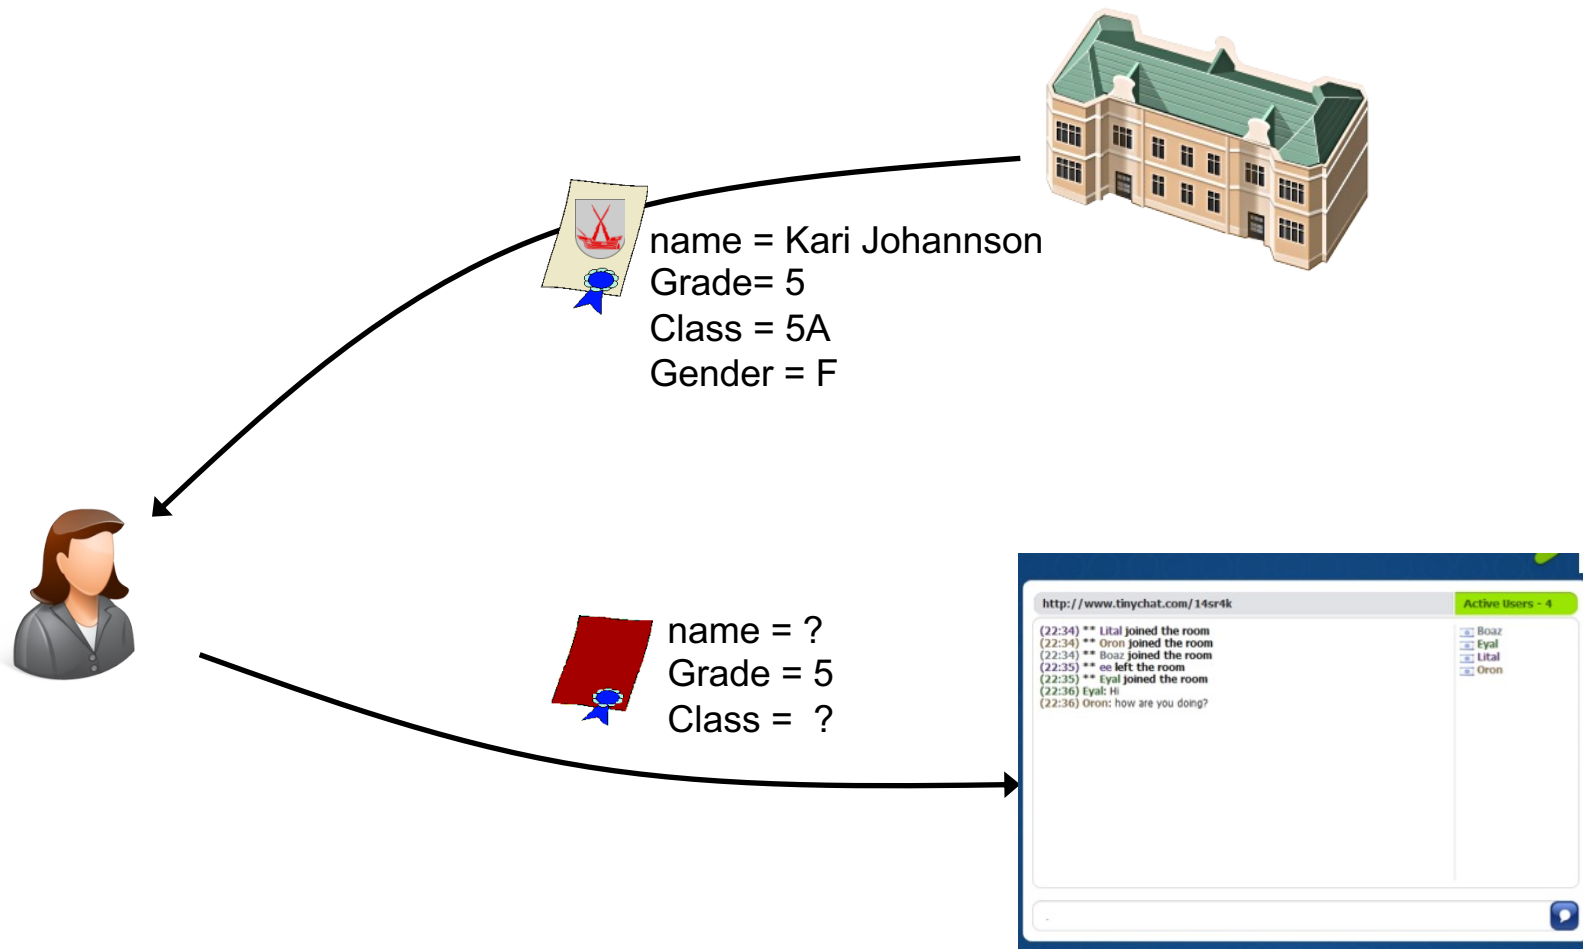 name = Kari Johannson
Grade= 5
Class = 5A
Gender = F
name = ?
Grade = 5
Class = ?
http://www.tinychat.com/14sr4k
Active Users - 4
(22:34) ** Lital joined the room
(22:34) ** Oron joined the room
(22:34) ** Boaz joined the room
(22:35) ** ee left the room
(22:35) ** Eyal joined the room
(22:36) Eyal: Hi
(22:36) Oron: how are you doing?
Boaz
Eyal
Lital
Oron